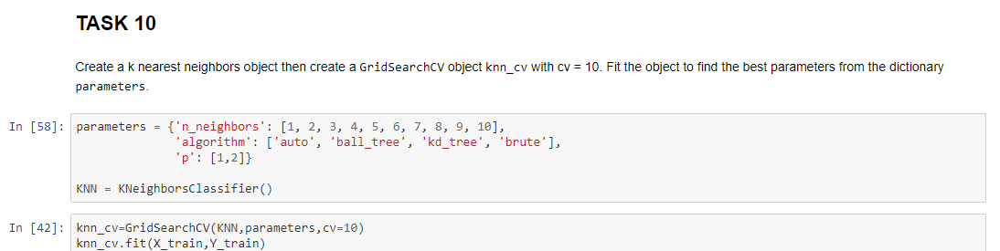 TASK 10
Create a k nearest neighbors object then create a GridSearchCV object knn_cv with cv = 10. Fit the object to find the best parameters from the dictionary
parameters.
In [58]: parameters = {'n_neighbors': [1, 2, 3, 4, 5, 6, 7, 8, 9, 10],
'algorithm': ['auto', 'ball_tree', 'kd_tree', 'brute'],
'p': [1,2]}
KNN = KNeighborsClassifier()
In [42]: knn_cv=GridSearchCV(KNN,parameters,cv=10)
knn_cv.fit(X_train,Y_train)